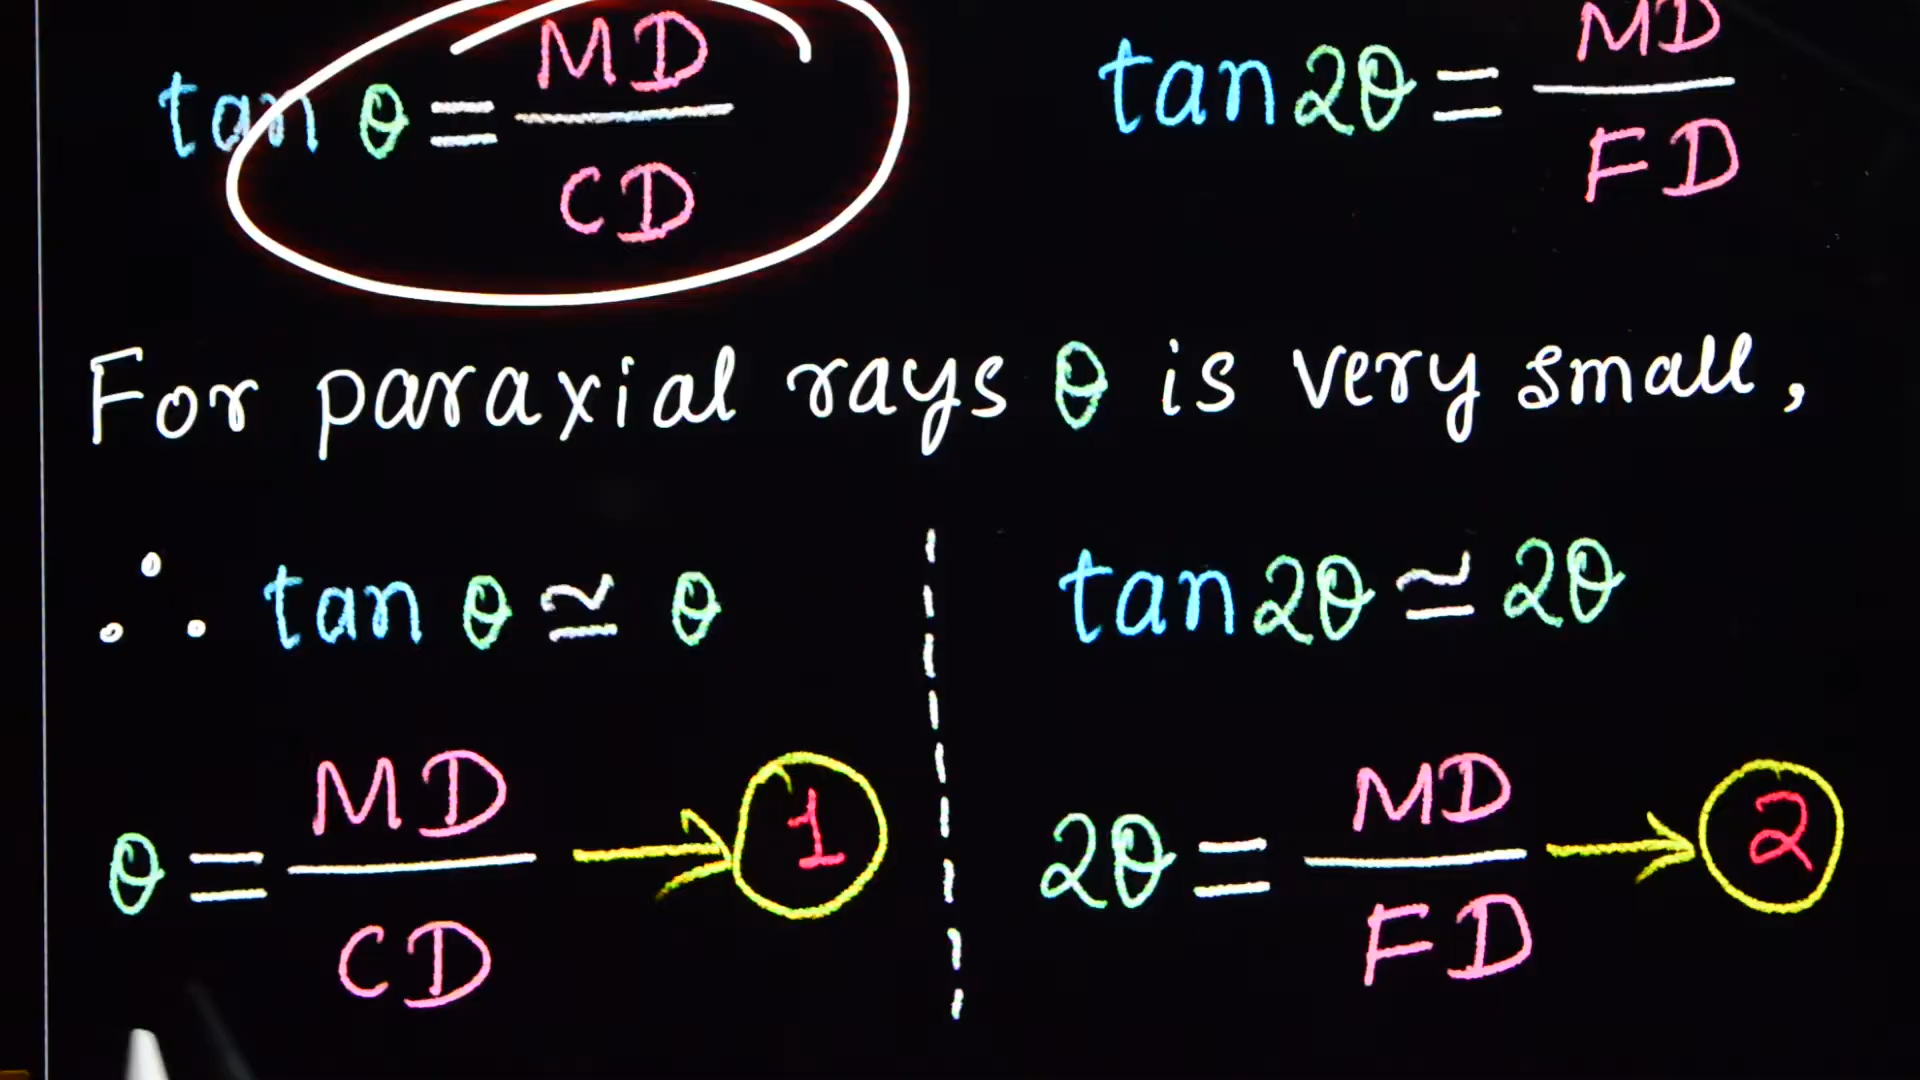 tan θ = MD/CD    tan 2θ = MD/FD
For paraxial rays θ is very small,
∴ tan θ ≃ θ    tan 2θ ≃ 2θ
θ = MD/CD → 1    2θ = MD/FD → 2